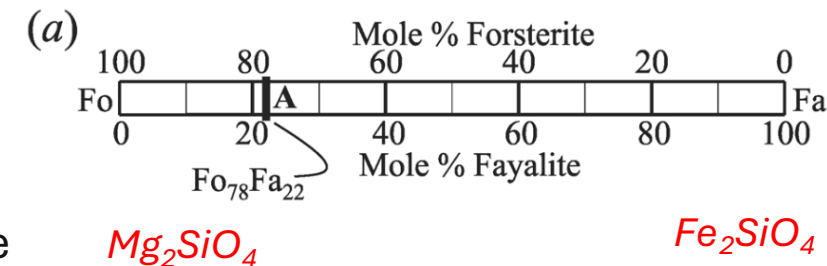 (a)
Mole % Forsterite
100 80 60 40 20 0
Fo A Fa
0 20 40 60 80 100
Mole % Fayalite
Fo₇₈Fa₂₂
e Mg₂SiO₄ Fe₂SiO₄